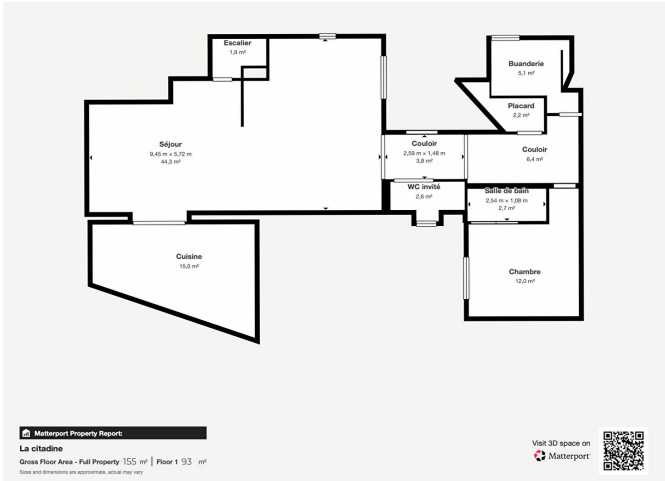 Escalier
1,9 m²
Buanderie
5,1 m²
Placard
2,2 m²
Séjour
9,45 m × 5,72 m
44,3 m²
Couloir
2,59 m × 1,48 m
3,8 m²
Couloir
6,4 m²
WC invité
2,6 m²
Salle de bain
2,54 m × 1,08 m
2,7 m²
Cuisine
15,0 m²
Chambre
12,0 m²
Matterport Property Report:
La citadine
Gross Floor Area - Full Property 155 m² | Floor 1 93 m²
Sizes and dimensions are approximate, actual may vary
Visit 3D space on
Matterport